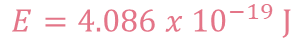 E = 4.086 x 10⁻¹⁹ J